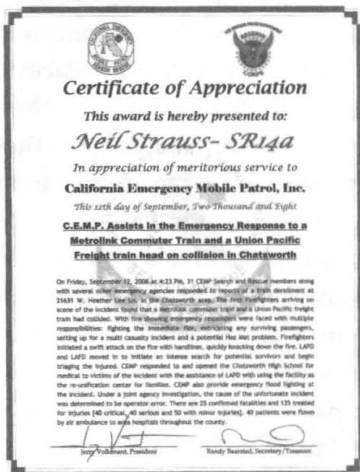 CORPS
Certificate of Appreciation
This award is hereby presented to:
Neil Strauss– SR14a
In appreciation of meritorious service to
California Emergency Mobile Patrol, Inc.
This 12th day of September, Two Thousand and Eight
C.E.M.P. Assists in the Emergency Response to a
Metrolink Commuter Train and a Union Pacific
Freight train head on collision in Chatsworth
On Friday, September 12, 2008 at 4:23 PM, 31 CEMP Search and Rescue members along
with several other emergency agencies responded to reports of a train derailment at
21631 W. Heather Lee Ln, in the Chatsworth area. The first Firefighters arriving on
scene of the incident found that a Metrolink commuter train and a Union Pacific freight
train had collided. With fire showing emergency responders were faced with multiple
responsibilities: fighting the immediate fire, extricating any surviving passengers,
setting up for a multi casualty incident and a potential Haz Mat problem. Firefighters
initiated a swift attack on the fire with handlines, quickly knocking down the fire. LAFD
and LAPD moved in to initiate an intense search for potential survivors and begin
triaging the injured. CEMP responded to and opened the Chatsworth High School for
medical to victims of the incident with the assistance of LAPD with using the facility as
the re-unification center for families. CEMP also provide emergency flood lighting at
the incident. Under a joint agency investigation, the cause of the unfortunate incident
was determined to be operator error. There are 25 confirmed fatalities and 135 treated
for injuries [40 critical, 40 serious and 50 with minor injuries]. 40 patients were flown
by air ambulance to area hospitals throughout the county.
Jerry Volkment, President
Randy Baarsted, Secretary/Treasurer